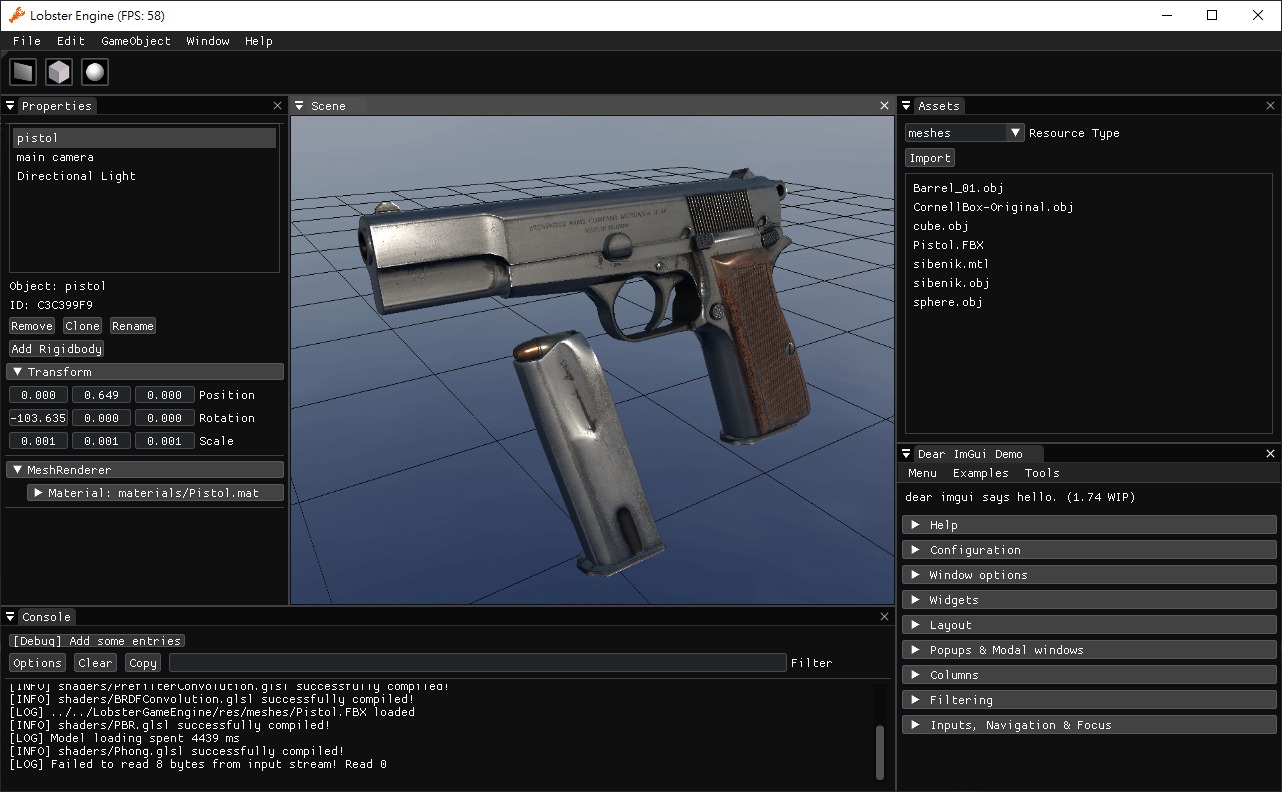 Lobster Engine (FPS: 58)
File Edit GameObject Window Help
Properties
pistol
main camera
Directional Light
Object: pistol
ID: C3C399F9
Remove Clone Rename
Add Rigidbody
Transform
0.000 0.649 0.000 Position
-103.635 0.000 0.000 Rotation
0.001 0.001 0.001 Scale
MeshRenderer
Material: materials/Pistol.mat
Scene
ARMS COMPANY
Assets
meshes Resource Type
Import
Barrel_01.obj
CornellBox-Original.obj
cube.obj
Pistol.FBX
sibenik.mtl
sibenik.obj
sphere.obj
Dear ImGui Demo
Menu Examples Tools
dear imgui says hello. (1.74 WIP)
Help
Configuration
Window options
Widgets
Layout
Popups & Modal windows
Columns
Filtering
Inputs, Navigation & Focus
Console
[Debug] Add some entries
Options Clear Copy Filter
[INFO] shaders/PrefilterConvolution.glsl successfully compiled!
[INFO] shaders/BRDFConvolution.glsl successfully compiled!
[LOG] ../../LobsterGameEngine/res/meshes/Pistol.FBX loaded
[INFO] shaders/PBR.glsl successfully compiled!
[LOG] Model loading spent 4439 ms
[INFO] shaders/Phong.glsl successfully compiled!
[LOG] Failed to read 8 bytes from input stream! Read 0